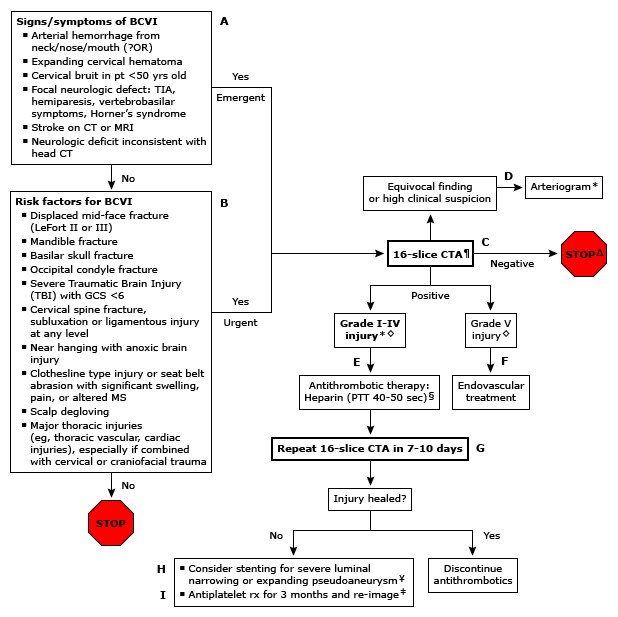 Signs/symptoms of BCVI
▪ Arterial hemorrhage from
neck/nose/mouth (?OR)
▪ Expanding cervical hematoma
▪ Cervical bruit in pt <50 yrs old
▪ Focal neurologic defect: TIA,
hemiparesis, vertebrobasilar
symptoms, Horner's syndrome
▪ Stroke on CT or MRI
▪ Neurologic deficit inconsistent with
head CT
A
Yes
Emergent
No
Risk factors for BCVI
▪ Displaced mid-face fracture
(LeFort II or III)
▪ Mandible fracture
▪ Basilar skull fracture
▪ Occipital condyle fracture
▪ Severe Traumatic Brain Injury
(TBI) with GCS <6
▪ Cervical spine fracture,
subluxation or ligamentous injury
at any level
▪ Near hanging with anoxic brain
injury
▪ Clothesline type injury or seat belt
abrasion with significant swelling,
pain, or altered MS
▪ Scalp degloving
▪ Major thoracic injuries
(eg, thoracic vascular, cardiac
injuries), especially if combined
with cervical or craniofacial trauma
B
Yes
Urgent
No
STOP
Equivocal finding
or high clinical suspicion
D
Arteriogram*
16-slice CTA¶
C
Negative
STOPΔ
Positive
Grade I-IV
injury*◇
Grade V
injury◇
E
F
Antithrombotic therapy:
Heparin (PTT 40-50 sec)§
Endovascular
treatment
Repeat 16-slice CTA in 7-10 days
G
Injury healed?
No
Yes
H
▪ Consider stenting for severe luminal
narrowing or expanding pseudoaneurysm¥
I
▪ Antiplatelet rx for 3 months and re-image‡
Discontinue
antithrombotics